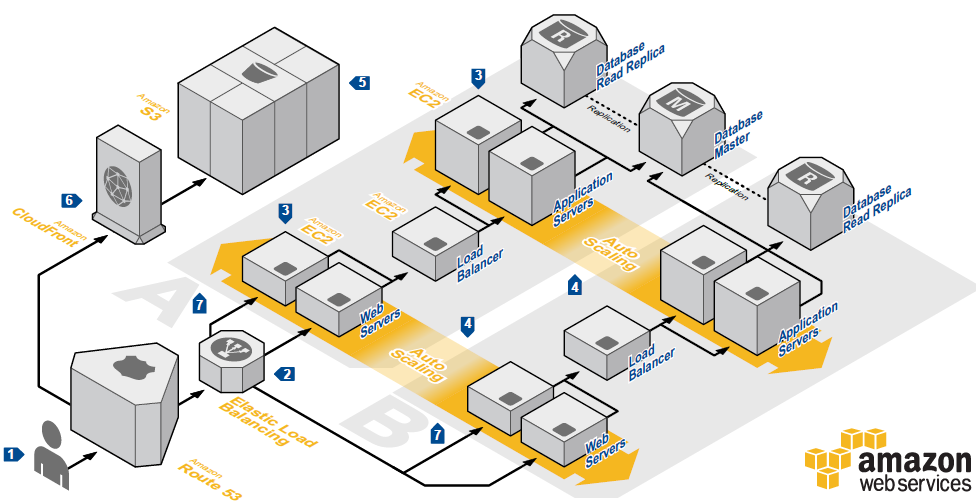 R
Database
Read Replica
5
3
Amazon
EC2
Amazon
S3
M
Replication
Database
Master
6
Amazon
CloudFront
3
Amazon
EC2
Amazon
EC2
Application
Servers
Replication
R
Database
Read Replica
Load
Balancer
Auto
Scaling
A
7
Web
Servers
4
4
Application
Servers
Auto
Scaling
Load
Balancer
2
Elastic Load
Balancing
B
7
Web
Servers
1
Amazon
Route 53
amazon
web services